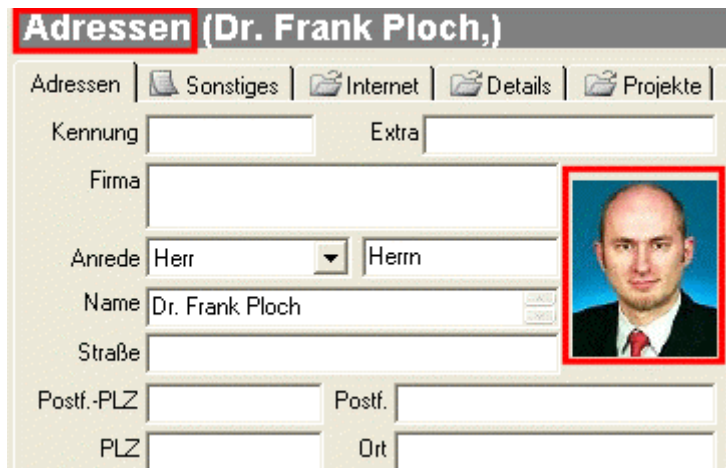 Adressen (Dr. Frank Ploch,)
Adressen Sonstiges Internet Details Projekte
Kennung Extra
Firma
Anrede Herr Herrn
Name Dr. Frank Ploch
Straße
Postf.-PLZ Postf.
PLZ Ort